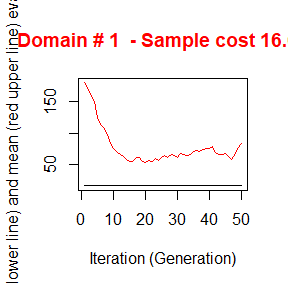 Domain # 1  - Sample cost 16.
lower line) and mean (red upper line) eva
150
50
0
10
20
30
40
50
Iteration (Generation)